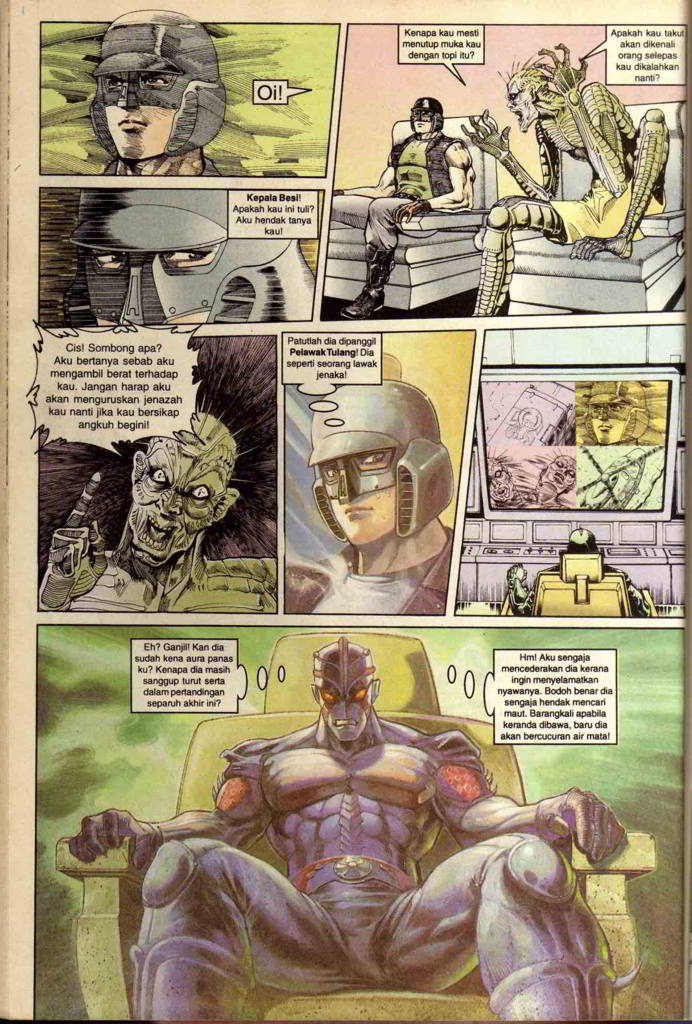 Oi!
Kenapa kau mesti
menutup muka kau
dengan topi itu?
Apakah kau takut
akan dikenali
orang selepas
kau dikalahkan
nanti?
Kepala Besi!
Apakah kau ini tuli?
Aku hendak tanya
kau!
Cis! Sombong apa?
Aku bertanya sebab aku
mengambil berat terhadap
kau. Jangan harap aku
akan menguruskan jenazah
kau nanti jika kau bersikap
angkuh begini!
Patutlah dia dipanggil
Pelawak Tulang! Dia
seperti seorang lawak
jenaka!
Eh? Ganjil! Kan dia
sudah kena aura panas
ku? Kenapa dia masih
sanggup turut serta
dalam pertandingan
separuh akhir ini?
Hm! Aku sengaja
mencederakan dia kerana
ingin menyelamatkan
nyawanya. Bodoh benar dia
sengaja hendak mencari
maut. Barangkali apabila
keranda dibawa, baru dia
akan bercucuran air mata!